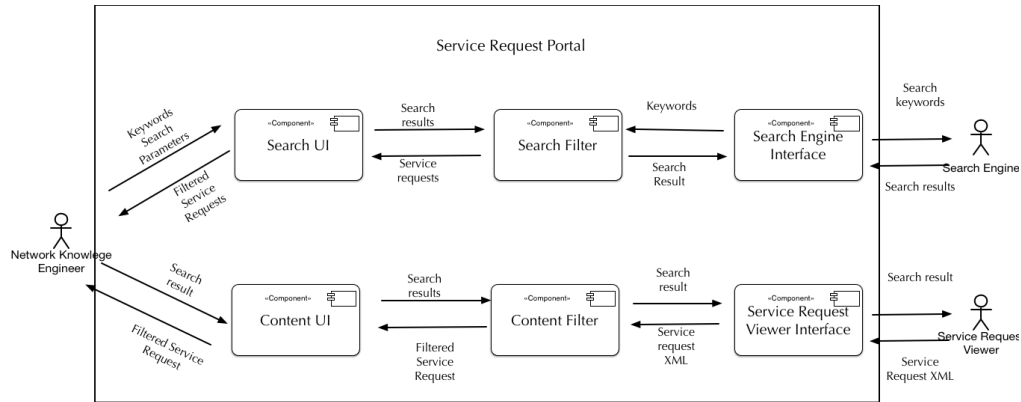 Service Request Portal
Keywords
Search
Parameters
«Component»
Search UI
Search
results
Service
requests
«Component»
Search Filter
Keywords
Search
Result
«Component»
Search Engine
Interface
Search
keywords
Search Engine
Search results
Filtered
Service
Requests
Network Knowlege
Engineer
Search
result
Filtered Service
Request
«Component»
Content UI
Search
results
Filtered
Service
Request
«Component»
Content Filter
Search
result
Service
request
XML
«Component»
Service Request
Viewer Interface
Search result
Service Request
Viewer
Service
Request XML